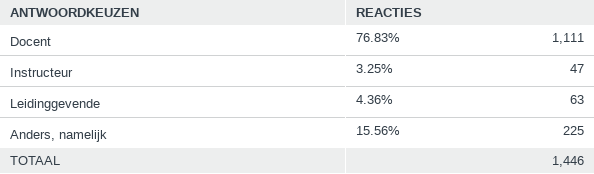 ANTWOORDKEUZEN REACTIES
Docent 76.83% 1,111
Instructeur 3.25% 47
Leidinggevende 4.36% 63
Anders, namelijk 15.56% 225
TOTAAL 1,446